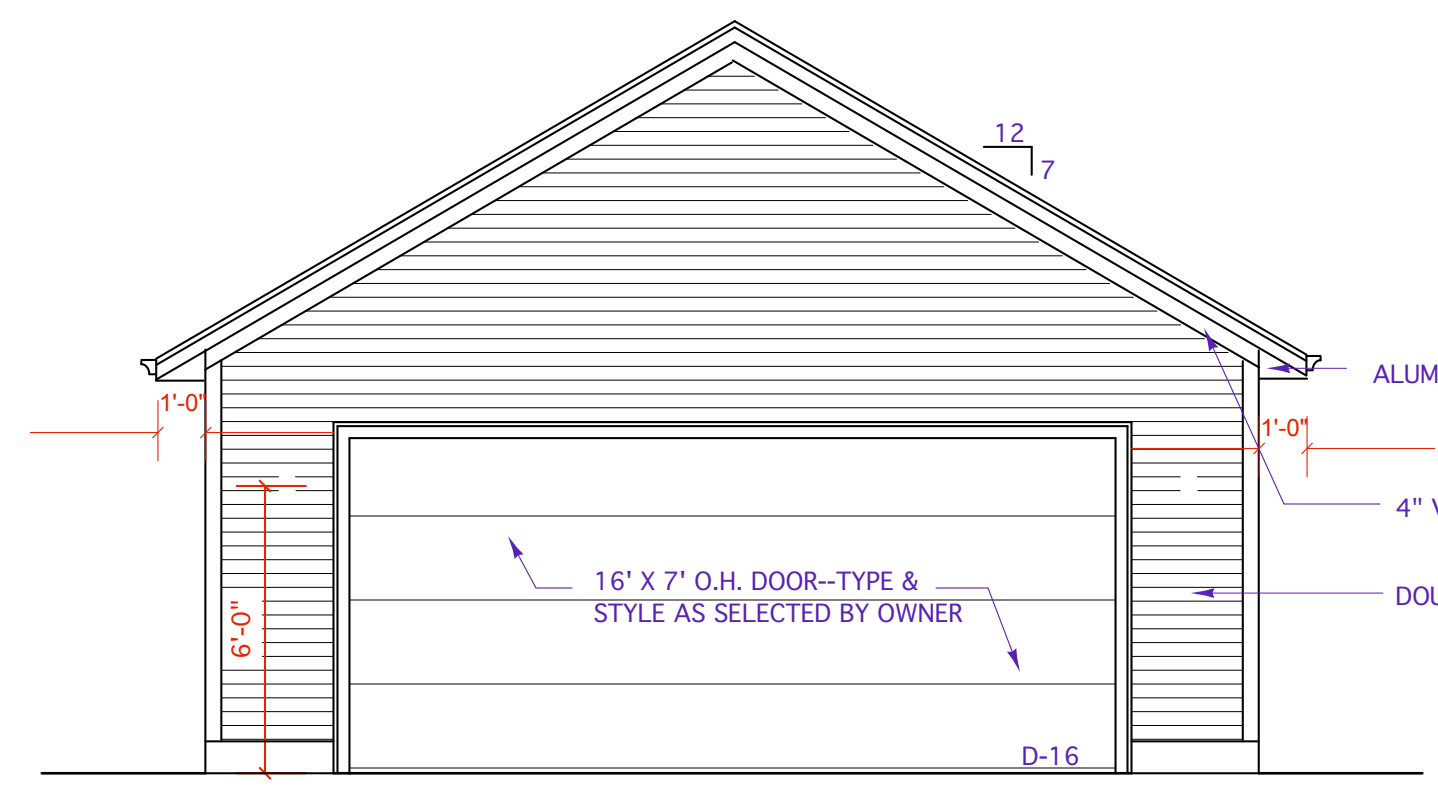 12
7
ALUM
1'-0"
1'-0"
4"
16' X 7' O.H. DOOR--TYPE &
STYLE AS SELECTED BY OWNER
DOU
6'-0"
D-16